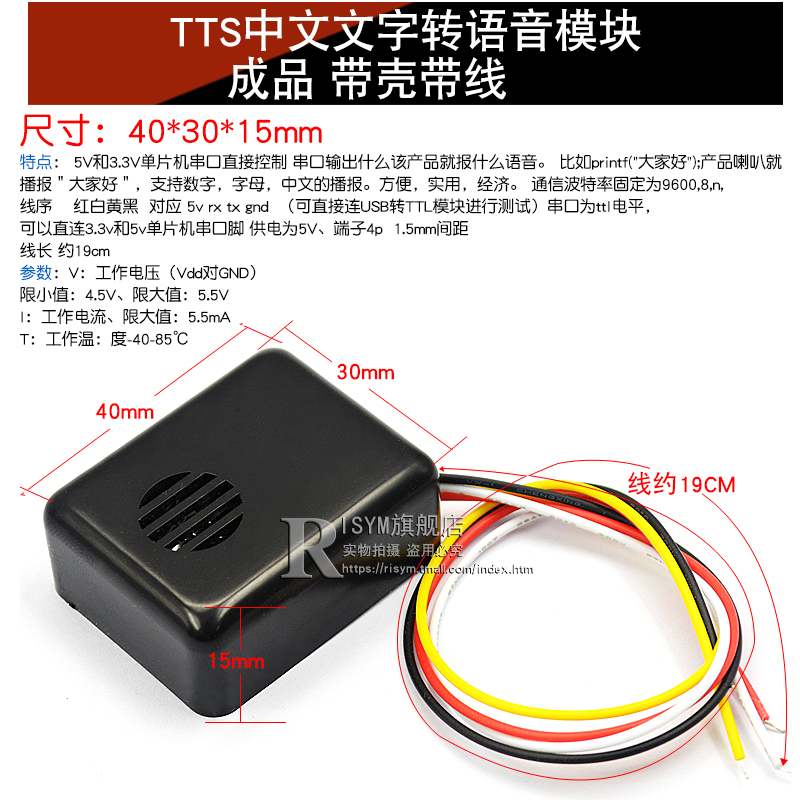 TTS中文文字转语音模块
成品 带壳带线
尺寸：40*30*15mm
特点： 5V和3.3V单片机串口直接控制 串口输出什么该产品就报什么语音。 比如printf("大家好");产品喇叭就
播报＂大家好＂，支持数字，字母，中文的播报。方便，实用，经济。 通信波特率固定为9600,8,n,
线序 红白黄黑 对应 5v rx tx gnd （可直接连USB转TTL模块进行测试）串口为ttl电平，
可以直连3.3v和5v单片机串口脚 供电为5V、端子4p 1.5mm间距
线长 约19cm
参数：V：工作电压（Vdd对GND）
限小值：4.5V、限大值：5.5V
I：工作电流、限大值：5.5mA
T：工作温：度-40-85℃
30mm
40mm
线约19CM
RISYM旗舰店
实物拍摄 盗用必究
https://risym.tmall.com/index.htm
15mm